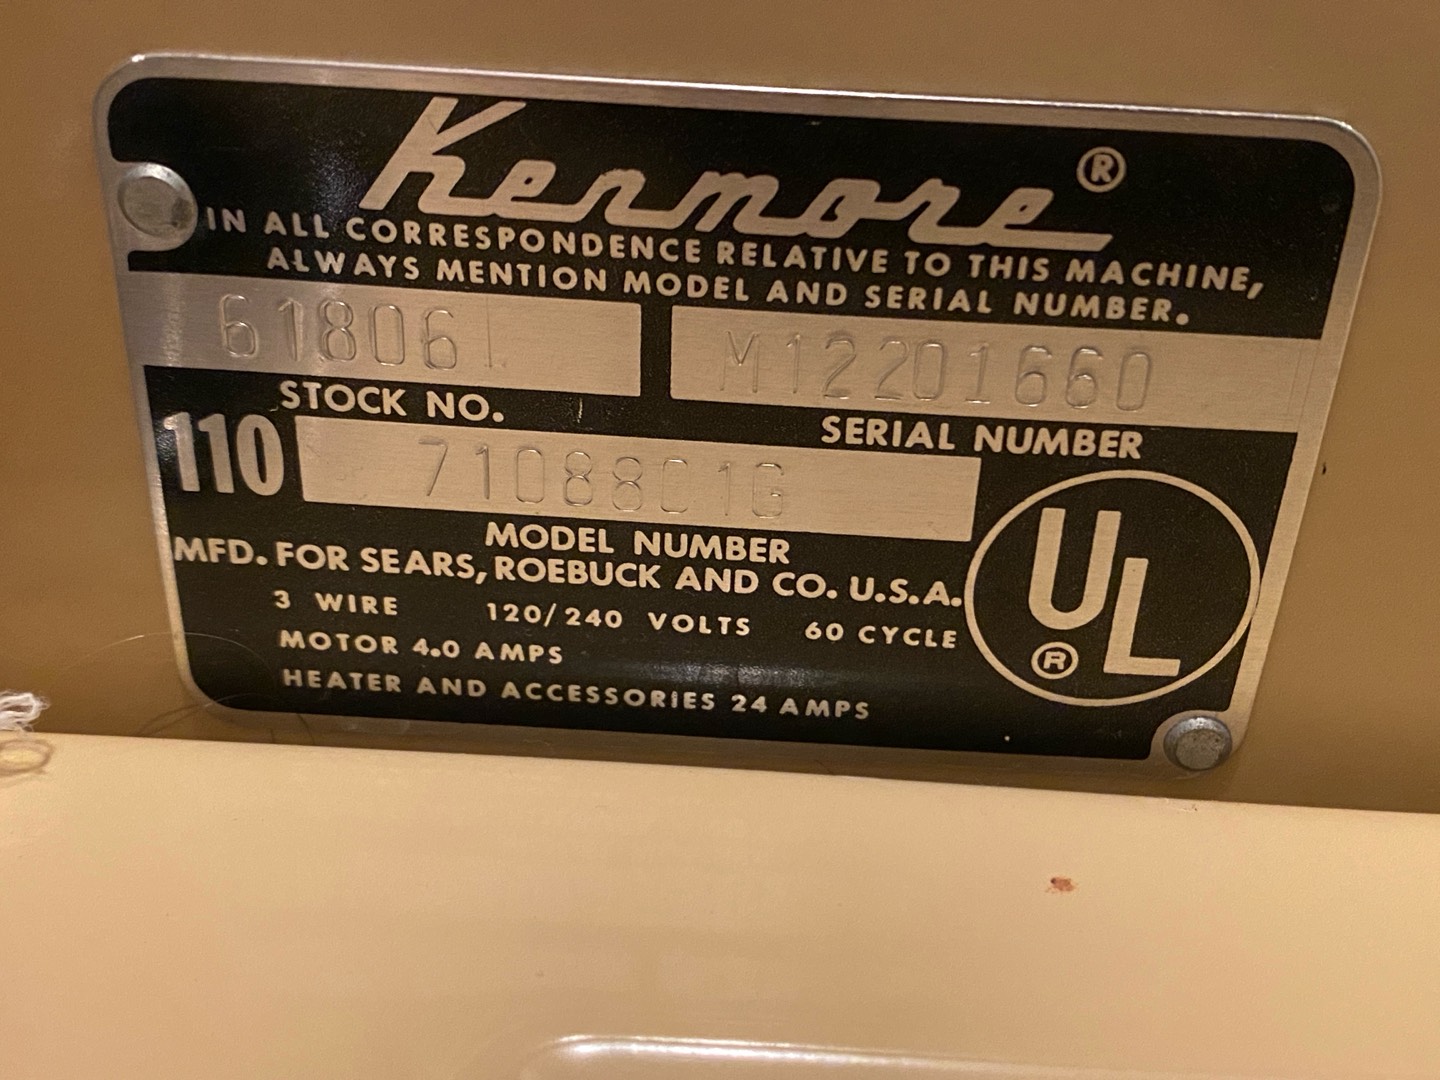 Kenmore®
IN ALL CORRESPONDENCE RELATIVE TO THIS MACHINE,
ALWAYS MENTION MODEL AND SERIAL NUMBER.
61806L M12201660
STOCK NO. SERIAL NUMBER
110 7108801G
MODEL NUMBER
MFD. FOR SEARS, ROEBUCK AND CO. U.S.A.
3 WIRE 120/240 VOLTS 60 CYCLE
MOTOR 4.0 AMPS
HEATER AND ACCESSORIES 24 AMPS
UL
®